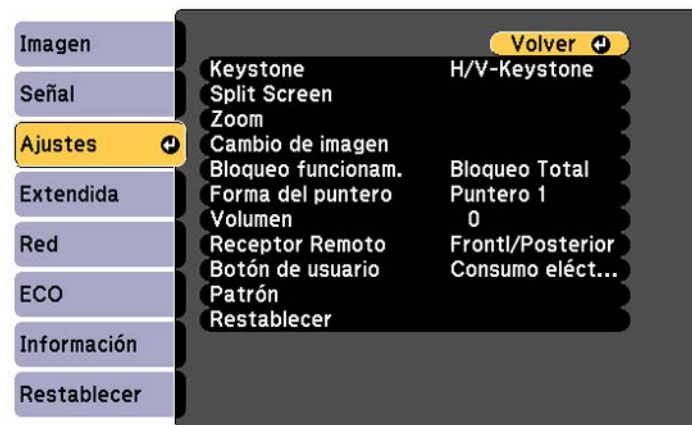 Imagen
Señal
Ajustes
Extendida
Red
ECO
Información
Restablecer
Volver
Keystone H/V-Keystone
Split Screen
Zoom
Cambio de imagen
Bloqueo funcionam. Bloqueo Total
Forma del puntero Puntero 1
Volumen 0
Receptor Remoto Frontl/Posterior
Botón de usuario Consumo eléct...
Patrón
Restablecer